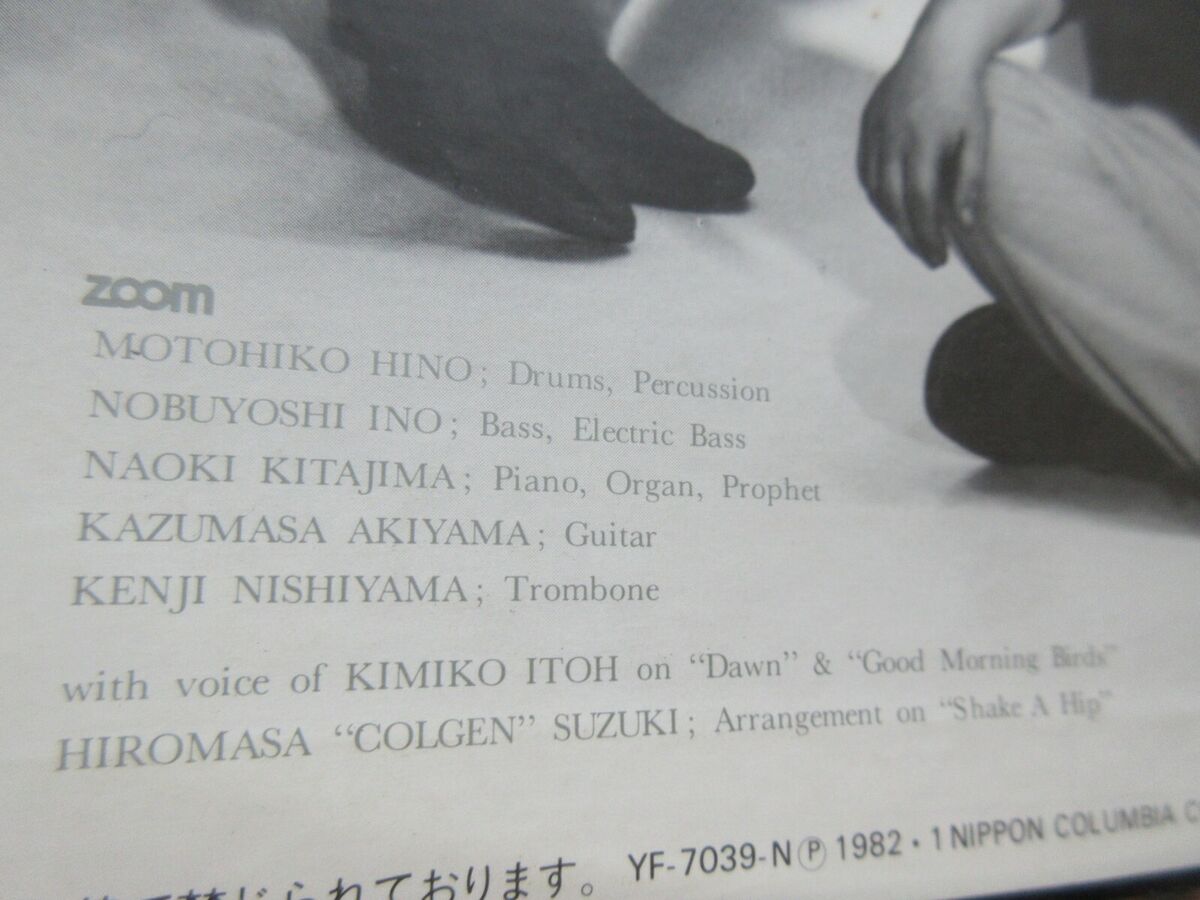 zoom
MOTOHIKO HINO; Drums, Percussion
NOBUYOSHI INO; Bass, Electric Bass
NAOKI KITAJIMA; Piano, Organ, Prophet
KAZUMASA AKIYAMA; Guitar
KENJI NISHIYAMA; Trombone
with voice of KIMIKO ITOH on “Dawn” & “Good Morning Birds”
HIROMASA “COLGEN” SUZUKI; Arrangement on “Shake A Hip”
禁じられております。 YF-7039-N Ⓟ 1982・1 NIPPON COLUMBIA C